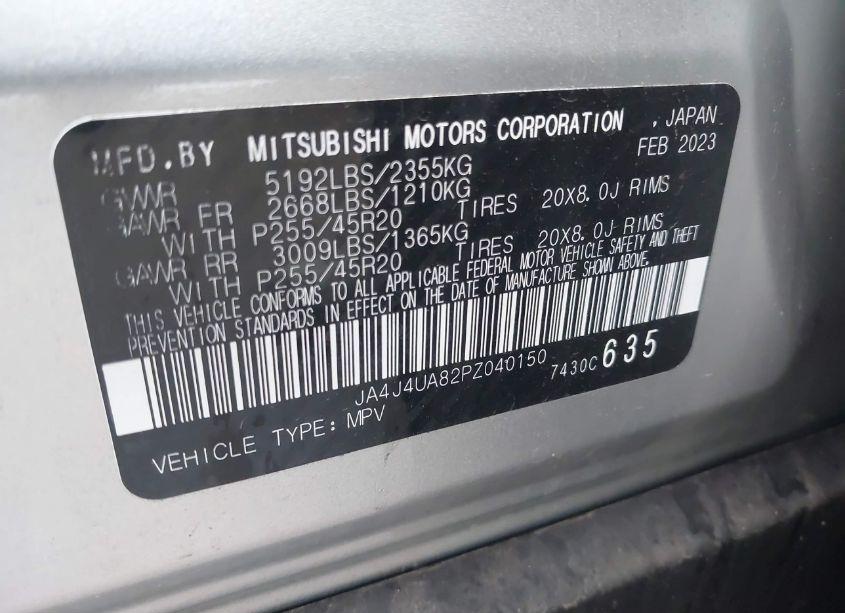 MFD.BY MITSUBISHI MOTORS CORPORATION, JAPAN
FEB 2023
GVWR 5192LBS/2355KG
GAWR FR 2668LBS/1210KG
WITH P255/45R20 TIRES 20X8.0J RIMS
GAWR RR 3009LBS/1365KG
WITH P255/45R20 TIRES 20X8.0J RIMS
THIS VEHICLE CONFORMS TO ALL APPLICABLE FEDERAL MOTOR VEHICLE SAFETY AND THEFT
PREVENTION STANDARDS IN EFFECT ON THE DATE OF MANUFACTURE SHOWN ABOVE.
JA4J4UA82PZ040150 7430C 635
VEHICLE TYPE: MPV